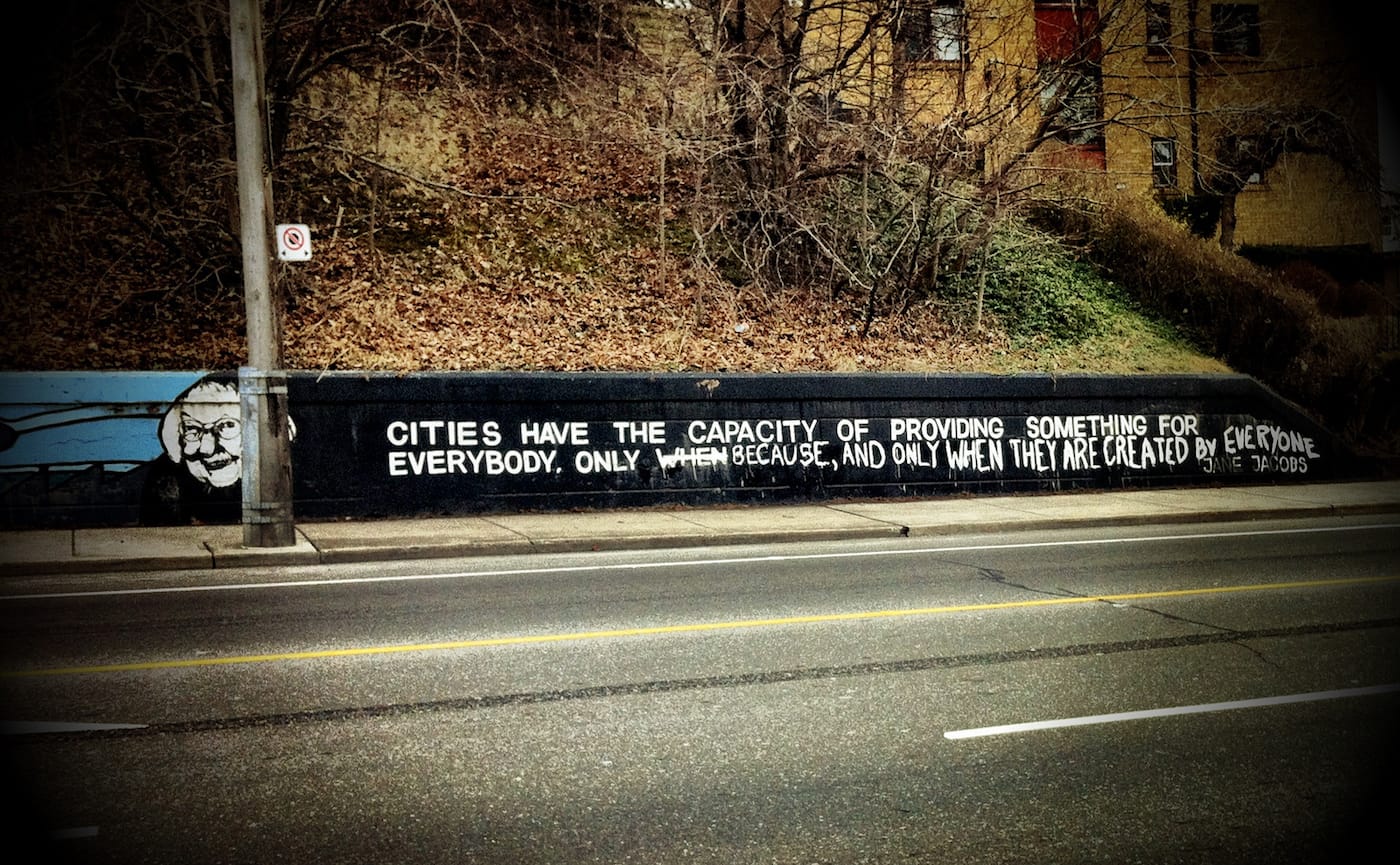 CITIES HAVE THE CAPACITY OF PROVIDING SOMETHING FOR
EVERYBODY. ONLY WHEN BECAUSE, AND ONLY WHEN THEY ARE CREATED By EVERYONE
JANE JACOBS